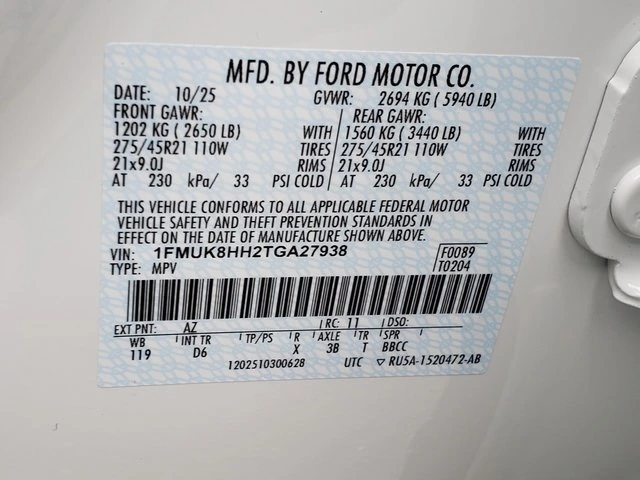 MFD. BY FORD MOTOR CO.
DATE: 10/25 GVWR: 2694 KG ( 5940 LB)
FRONT GAWR: REAR GAWR:
1202 KG ( 2650 LB) WITH 1560 KG ( 3440 LB) WITH
275/45R21 110W TIRES 275/45R21 110W TIRES
21x9.0J RIMS 21x9.0J RIMS
AT 230 kPa/ 33 PSI COLD AT 230 kPa/ 33 PSI COLD
THIS VEHICLE CONFORMS TO ALL APPLICABLE FEDERAL MOTOR
VEHICLE SAFETY AND THEFT PREVENTION STANDARDS IN
EFFECT ON THE DATE OF MANUFACTURE SHOWN ABOVE.
VIN: 1FMUK8HH2TGA27938 F0089
TYPE: MPV T0204
EXT PNT: AZ RC: 11 DSO:
WB INT TR TP/PS R AXLE TR SPR
119 D6 X 3B T BBCC
1202510300628 UTC ▽ RU5A-1520472-AB